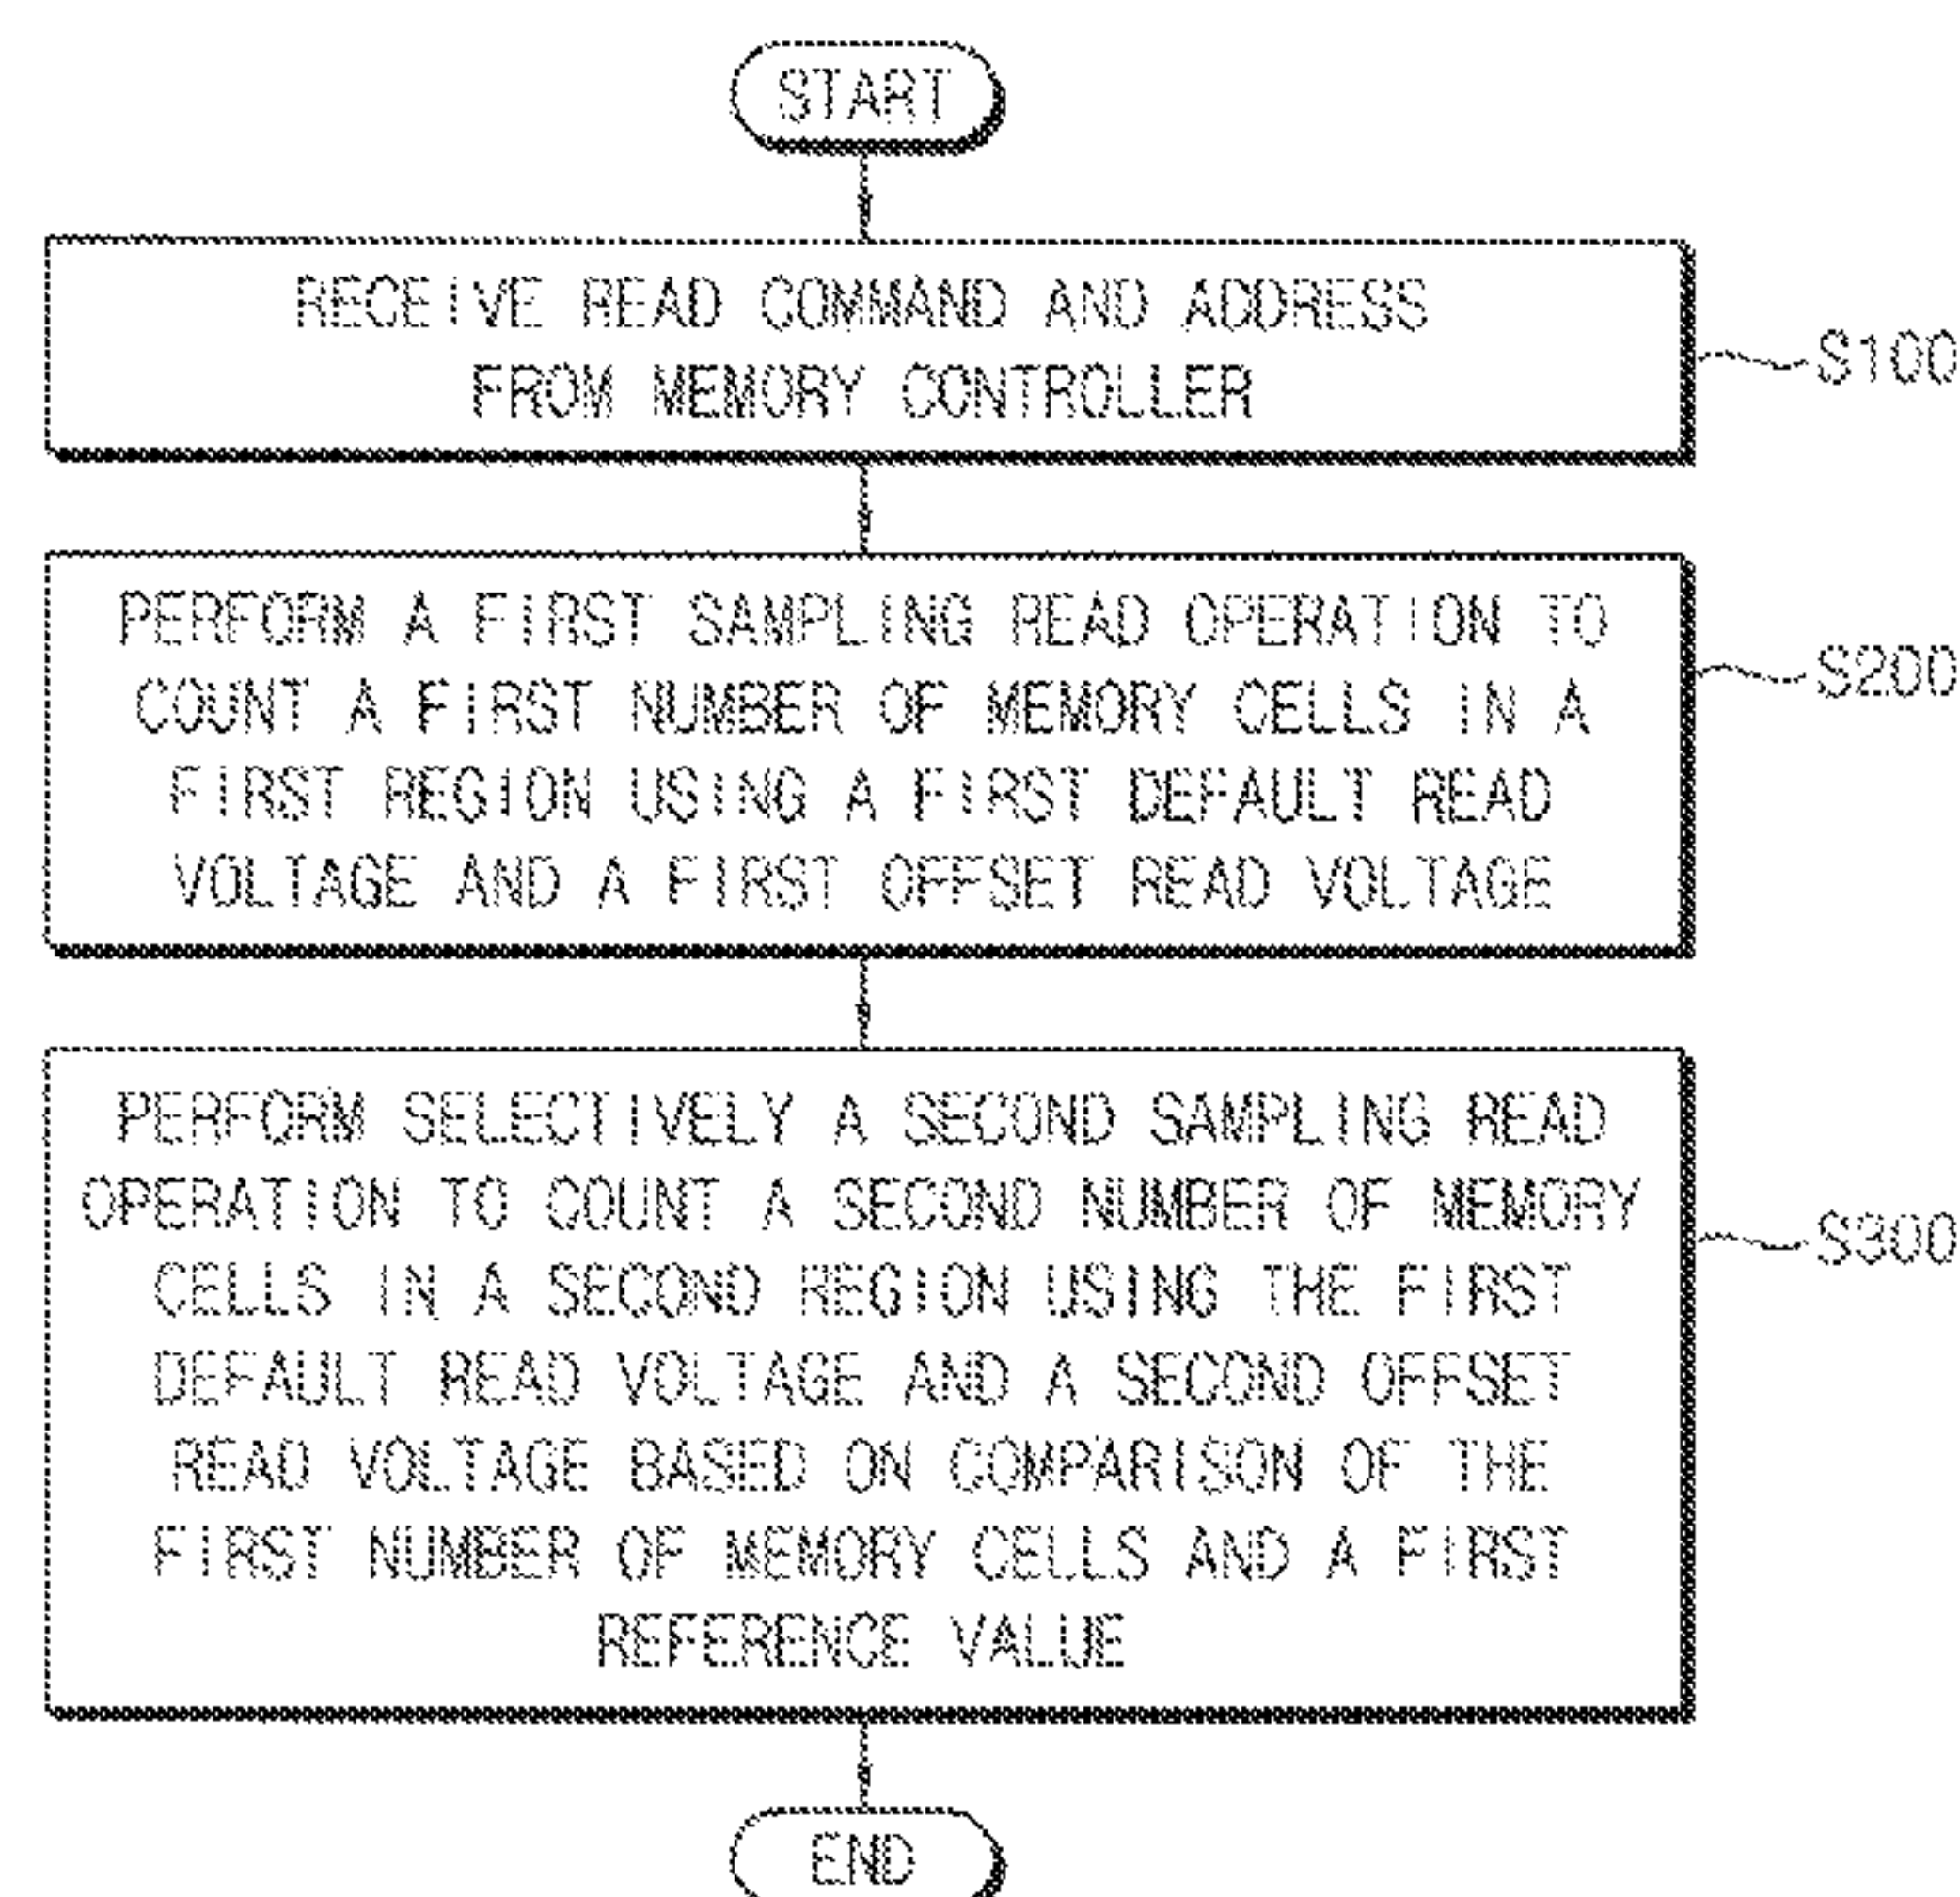 START
RECEIVE READ COMMAND AND ADDRESS
FROM MEMORY CONTROLLER
S100
PERFORM A FIRST SAMPLING READ OPERATION TO
COUNT A FIRST NUMBER OF MEMORY CELLS IN A
FIRST REGION USING A FIRST DEFAULT READ
VOLTAGE AND A FIRST OFFSET READ VOLTAGE
S200
PERFORM SELECTIVELY A SECOND SAMPLING READ
OPERATION TO COUNT A SECOND NUMBER OF MEMORY
CELLS IN A SECOND REGION USING THE FIRST
DEFAULT READ VOLTAGE AND A SECOND OFFSET
READ VOLTAGE BASED ON COMPARISON OF THE
FIRST NUMBER OF MEMORY CELLS AND A FIRST
REFERENCE VALUE
S300
END